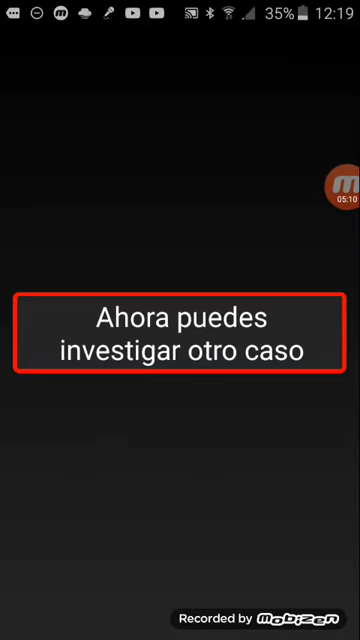 35% 12:19
05:10
Ahora puedes
investigar otro caso
Recorded by Mobizen